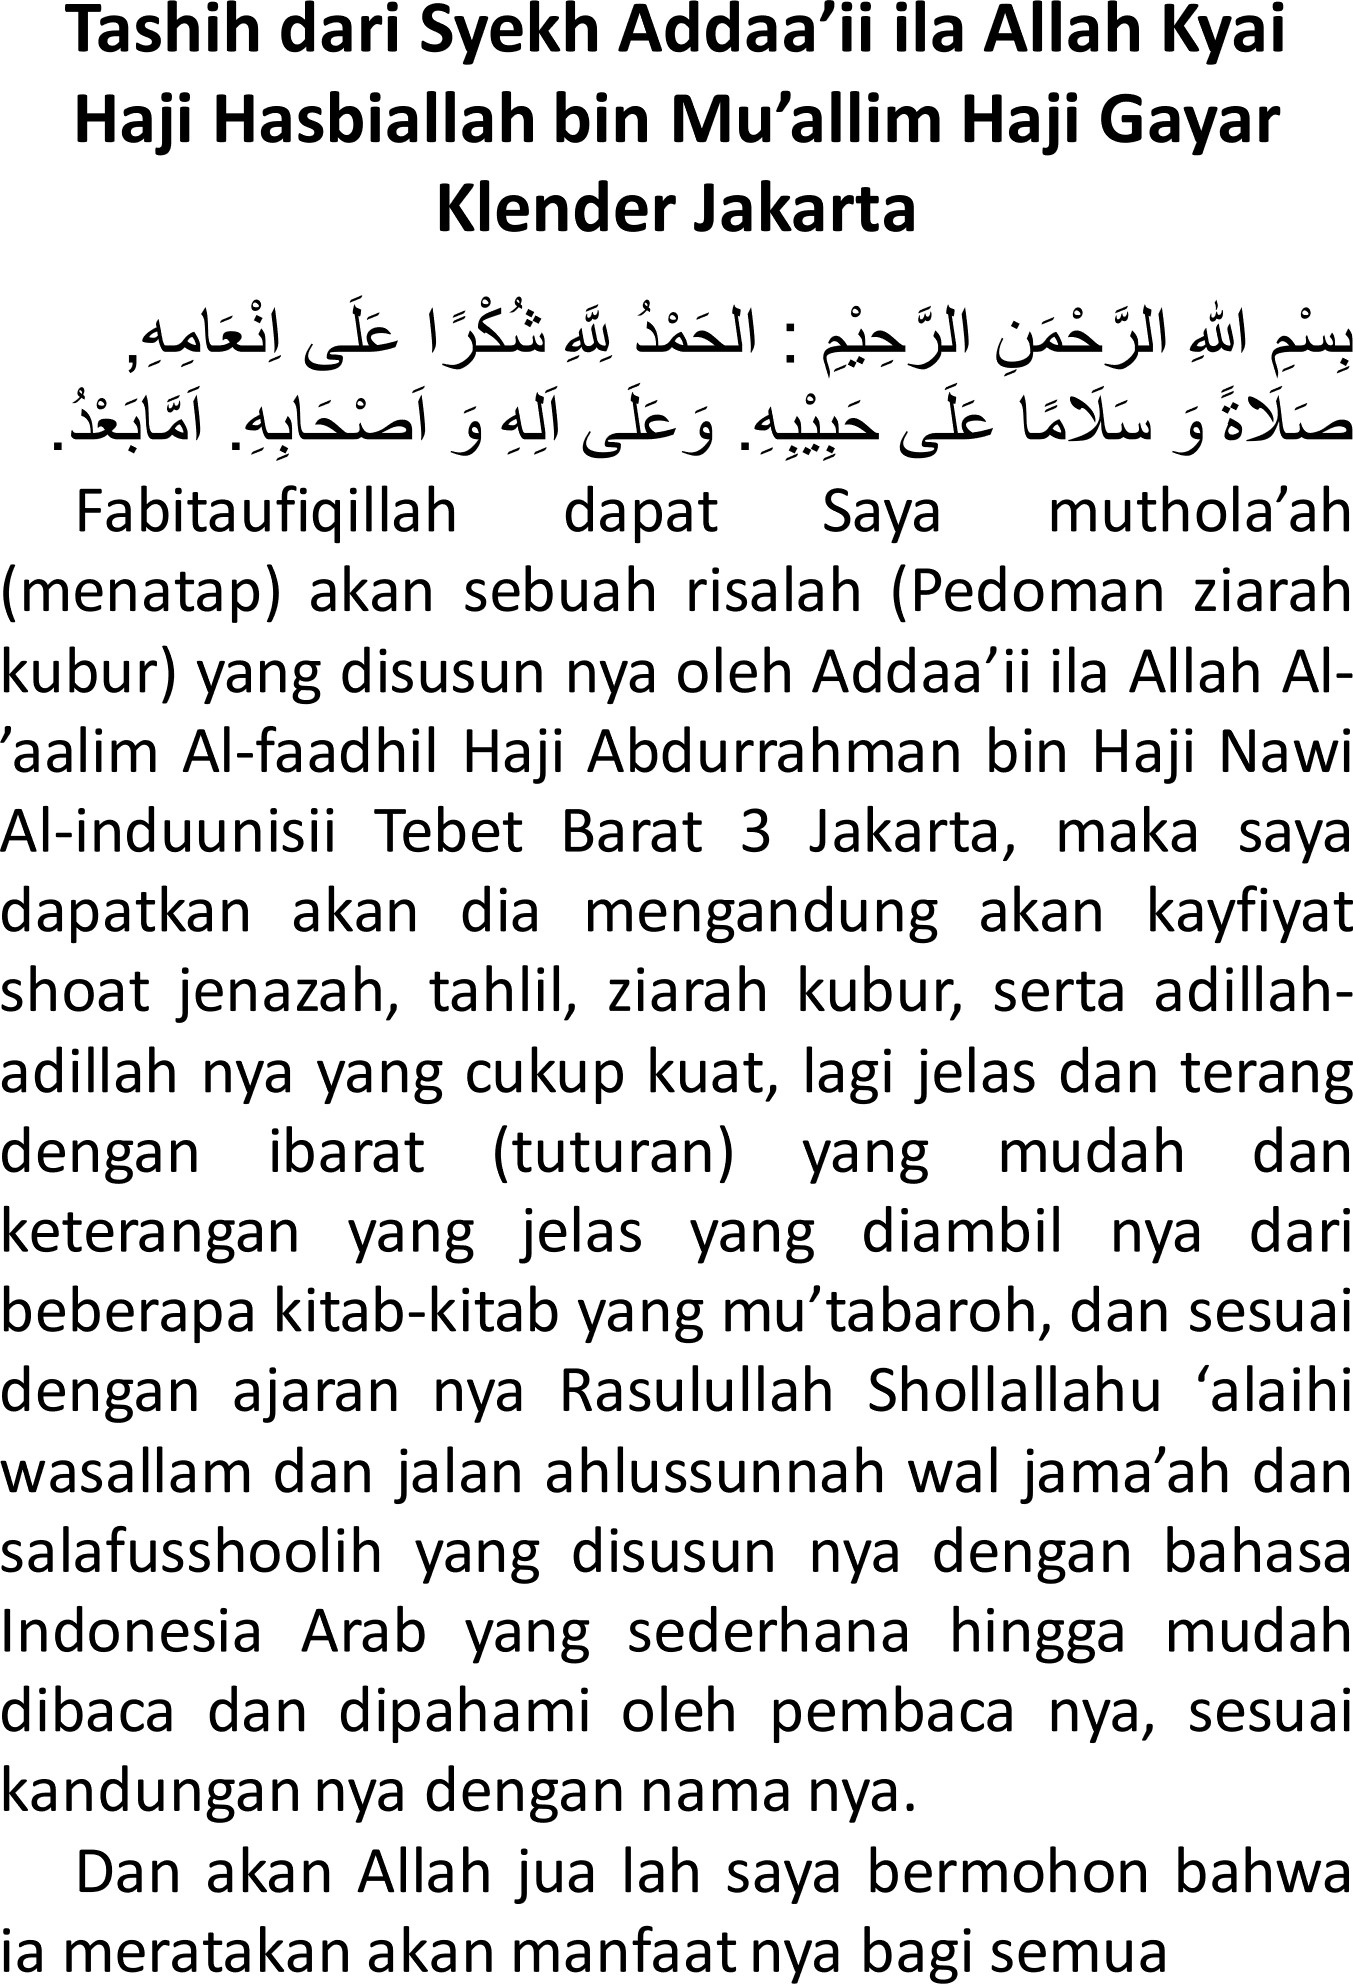 Tashih dari Syekh Addaa’ii ila Allah Kyai
Haji Hasbiallah bin Mu’allim Haji Gayar
Klender Jakarta
بِسْمِ اللهِ الرَّحْمَنِ الرَّحِيْمِ : الحَمْدُ لِلَّهِ شُكْرًا عَلَى اِنْعَامِهِ,
صَلَاةً وَ سَلَامًا عَلَى حَبِيْبِهِ. وَعَلَى اَلِهِ وَ اَصْحَابِهِ. اَمَّابَعْدُ.
Fabitaufiqillah dapat Saya muthola’ah
(menatap) akan sebuah risalah (Pedoman ziarah
kubur) yang disusun nya oleh Addaa’ii ila Allah Al-
’aalim Al-faadhil Haji Abdurrahman bin Haji Nawi
Al-induunisii Tebet Barat 3 Jakarta, maka saya
dapatkan akan dia mengandung akan kayfiyat
shoat jenazah, tahlil, ziarah kubur, serta adillah-
adillah nya yang cukup kuat, lagi jelas dan terang
dengan ibarat (tuturan) yang mudah dan
keterangan yang jelas yang diambil nya dari
beberapa kitab-kitab yang mu’tabaroh, dan sesuai
dengan ajaran nya Rasulullah Shollallahu ‘alaihi
wasallam dan jalan ahlussunnah wal jama’ah dan
salafusshoolih yang disusun nya dengan bahasa
Indonesia Arab yang sederhana hingga mudah
dibaca dan dipahami oleh pembaca nya, sesuai
kandungan nya dengan nama nya.
Dan akan Allah jua lah saya bermohon bahwa
ia meratakan akan manfaat nya bagi semua